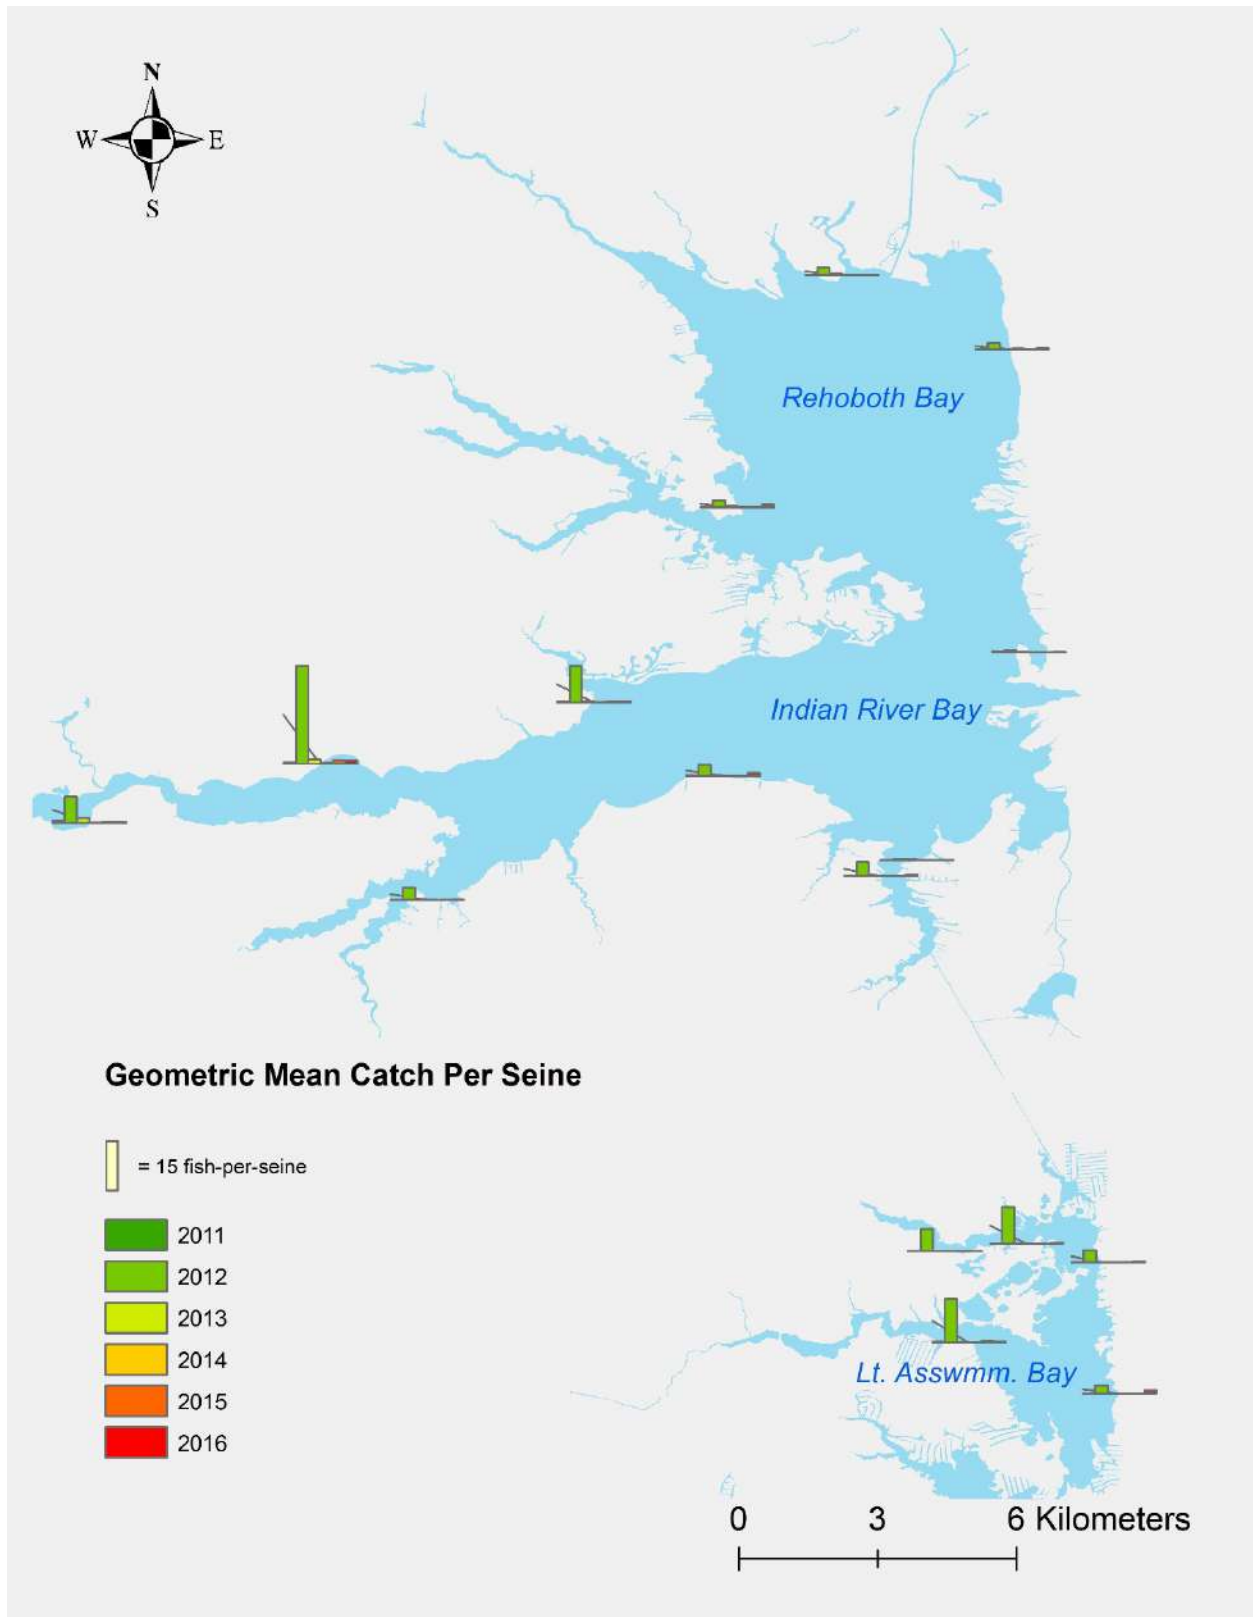 N
W E
S
Rehoboth Bay
Indian River Bay
Geometric Mean Catch Per Seine
= 15 fish-per-seine
2011
2012
2013
2014
2015
2016
Lt. Asswmm. Bay
0 3 6 Kilometers